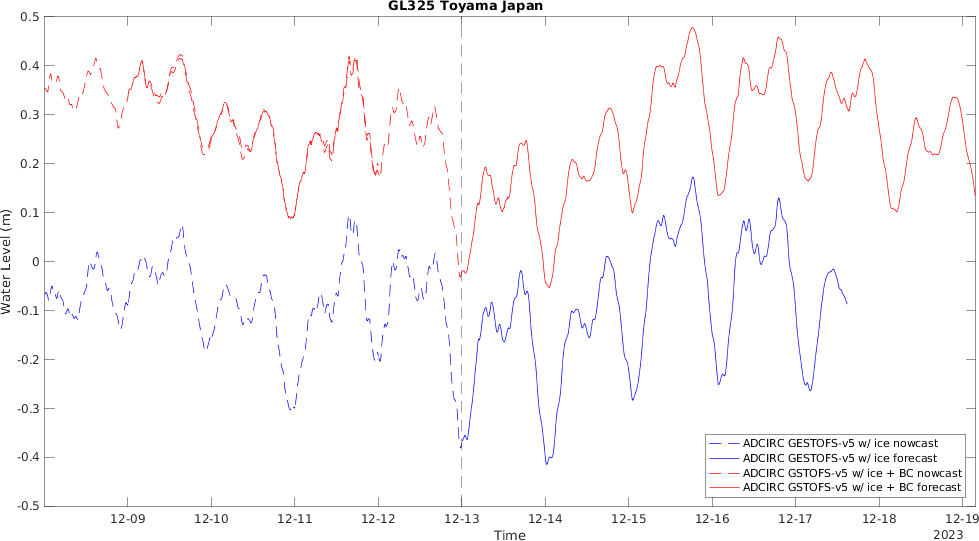 GL325 Toyama Japan
0.5
0.4
0.3
0.2
0.1
0
-0.1
-0.2
-0.3
-0.4
-0.5
Water Level (m)
ADCIRC GESTOFS-v5 w/ ice nowcast
ADCIRC GESTOFS-v5 w/ ice forecast
ADCIRC GSTOFS-v5 w/ ice + BC nowcast
ADCIRC GSTOFS-v5 w/ ice + BC forecast
12-09 12-10 12-11 12-12 12-13 12-14 12-15 12-16 12-17 12-18 12-19
Time
2023